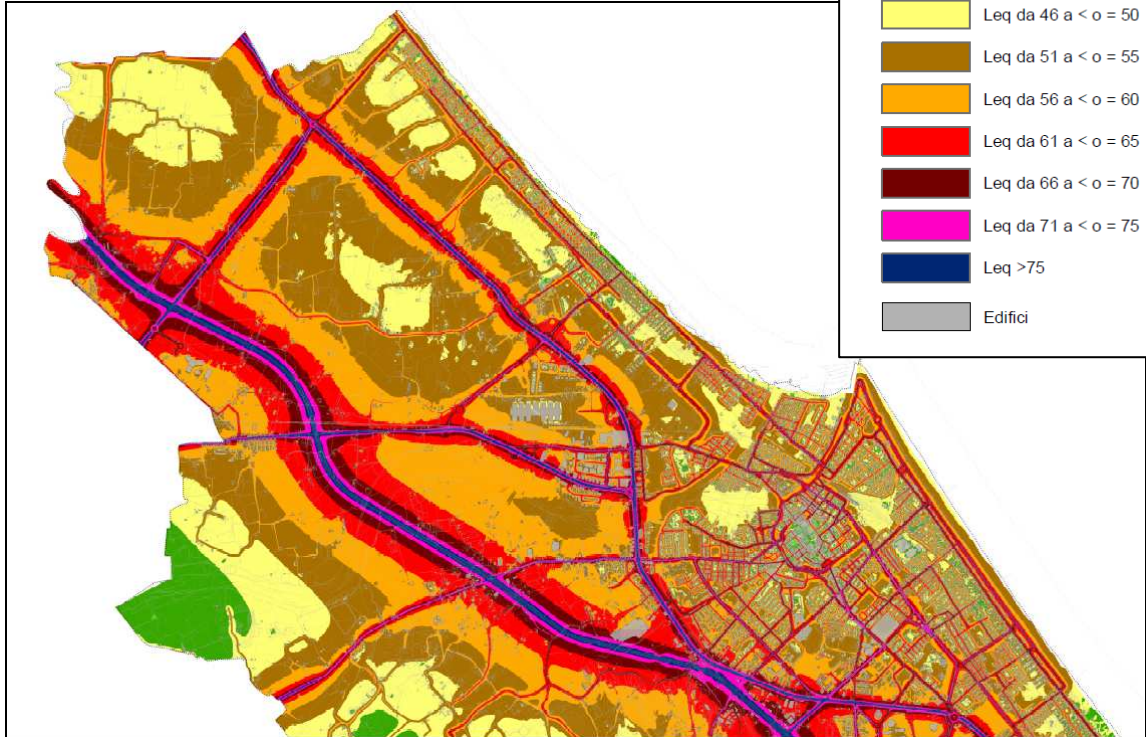 Leq da 46 a < o = 50
Leq da 51 a < o = 55
Leq da 56 a < o = 60
Leq da 61 a < o = 65
Leq da 66 a < o = 70
Leq da 71 a < o = 75
Leq >75
Edifici